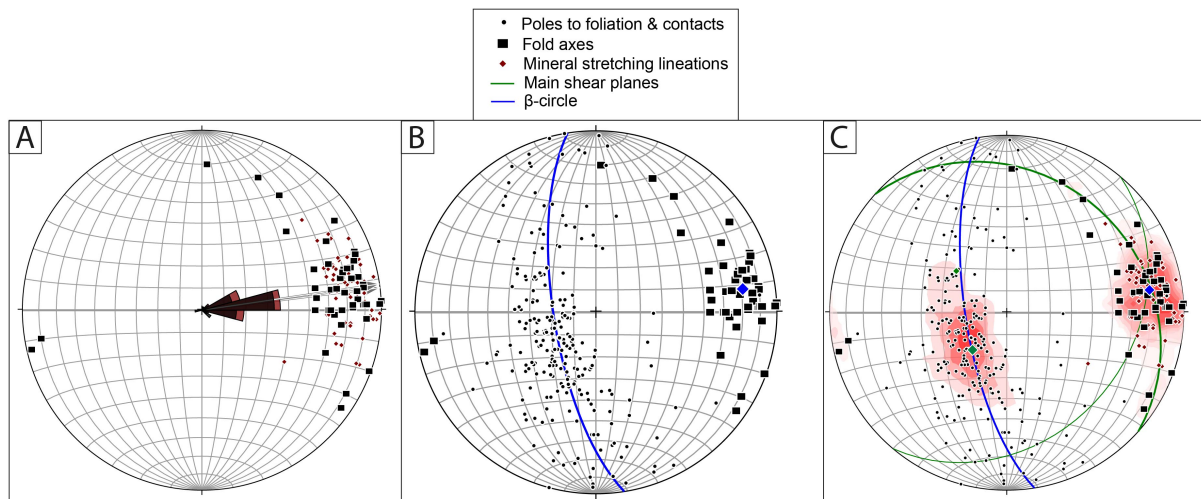 Poles to foliation & contacts
Fold axes
Mineral stretching lineations
Main shear planes
β-circle
A
B
C